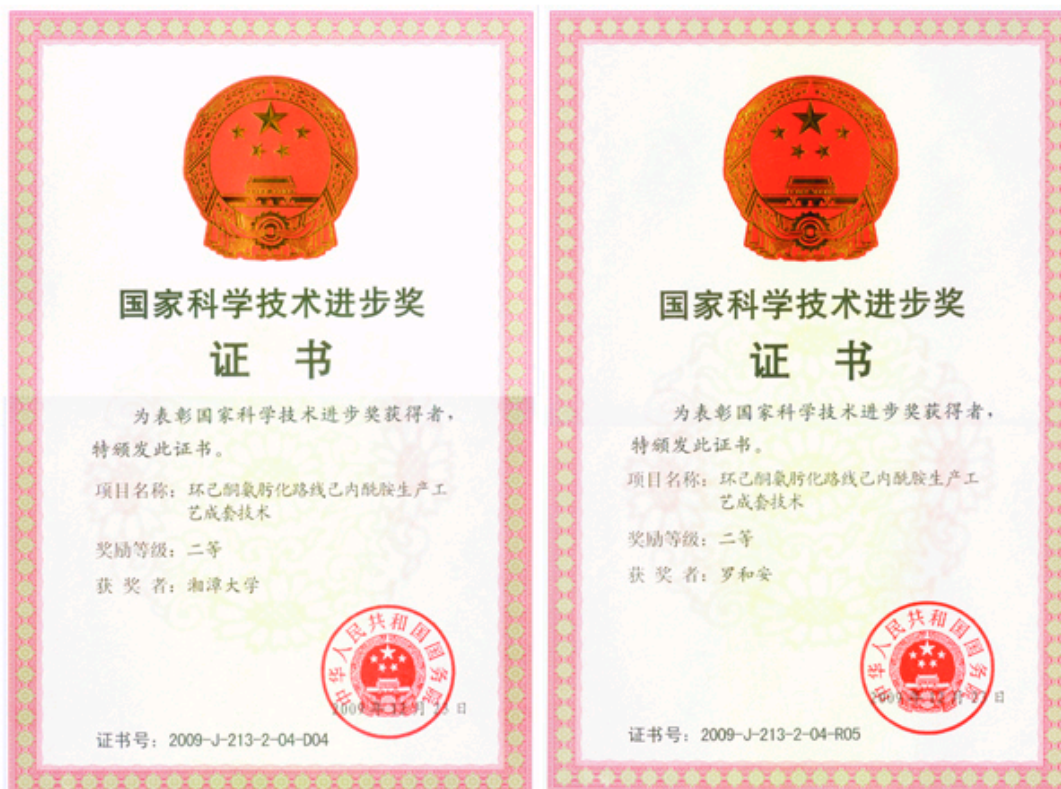 国家科学技术进步奖
证 书
为表彰国家科学技术进步奖获得者，
特颁发此证书。
项目名称：环己酮氨肟化路线己内酰胺生产工
艺成套技术
奖励等级：二等
获 奖 者：湘潭大学
中华人民共和国国务院
证书号：2009-J-213-2-04-D04
国家科学技术进步奖
证 书
为表彰国家科学技术进步奖获得者，
特颁发此证书。
项目名称：环己酮氨肟化路线己内酰胺生产工
艺成套技术
奖励等级：二等
获 奖 者：罗和安
中华人民共和国国务院
证书号：2009-J-213-2-04-R05